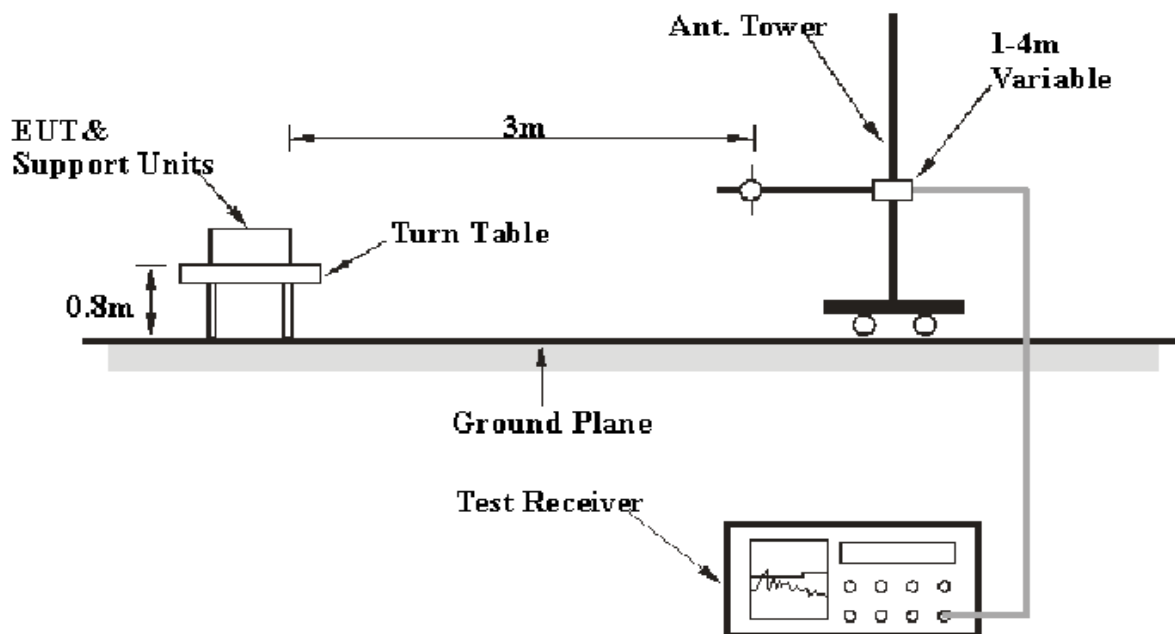 Ant. Tower
1-4m
Variable
3m
EUT&
Support Units
Turn Table
0.8m
Ground Plane
Test Receiver